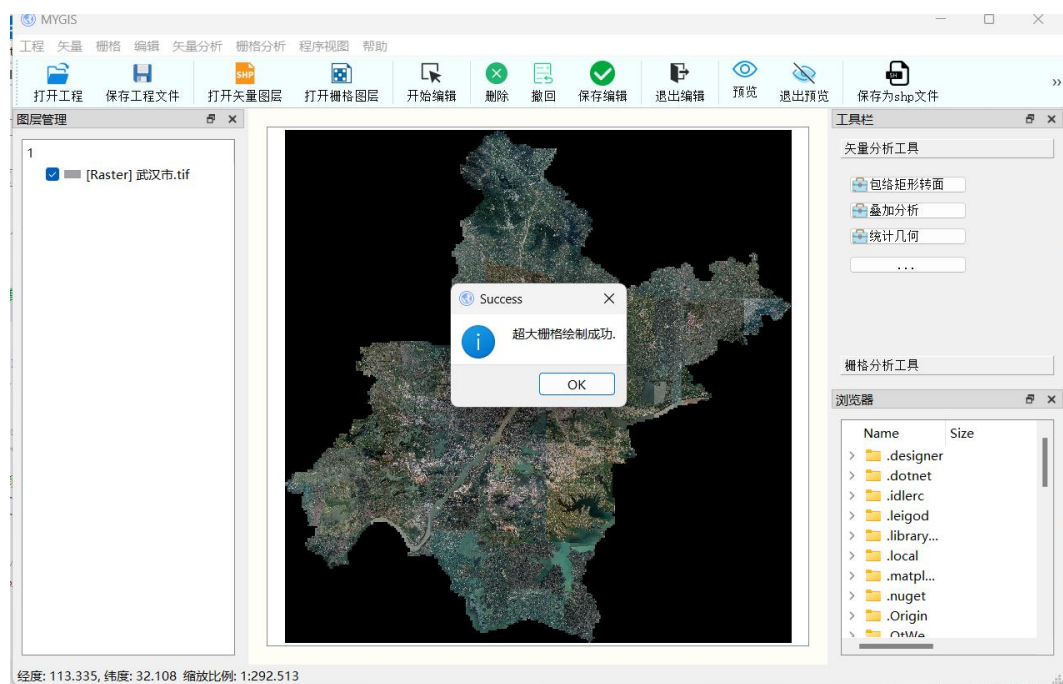 MYGIS
工程 矢量 栅格 编辑 矢量分析 栅格分析 程序视图 帮助
SHP SH
打开工程 保存工程文件 打开矢量图层 打开栅格图层 开始编辑 删除 撤回 保存编辑 退出编辑 预览 退出预览 保存为shp文件 »
图层管理
1
[Raster] 武汉市.tif
Success
超大栅格绘制成功.
OK
工具栏
矢量分析工具
包络矩形转面
叠加分析
统计几何
...
栅格分析工具
浏览器
Name Size
.designer
.dotnet
.idlerc
.leigod
.library...
.local
.matpl...
.nuget
.Origin
.QtWe...
经度: 113.335, 纬度: 32.108 缩放比例: 1:292.513